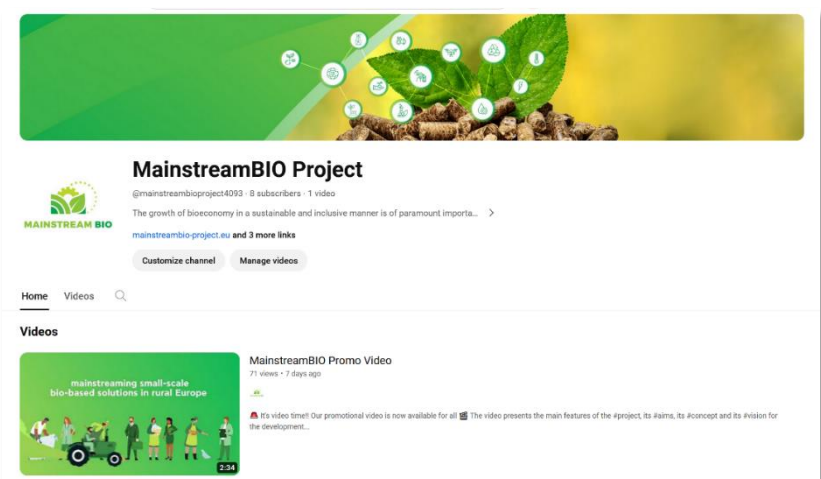 MainstreamBIO Project
@mainstreambioproject4093 · 8 subscribers · 1 video
The growth of bioeconomy in a sustainable and inclusive manner is of paramount importa...
MAINSTREAM BIO
mainstreambio-project.eu and 3 more links
Customize channel Manage videos
Home Videos
Videos
MainstreamBIO Promo Video
71 views • 7 days ago
mainstreaming small-scale
bio-based solutions in rural Europe
It's video time!! Our promotional video is now available for all The video presents the main features of the #project, its #aims, its #concept and its #vision for
the development...
2:34